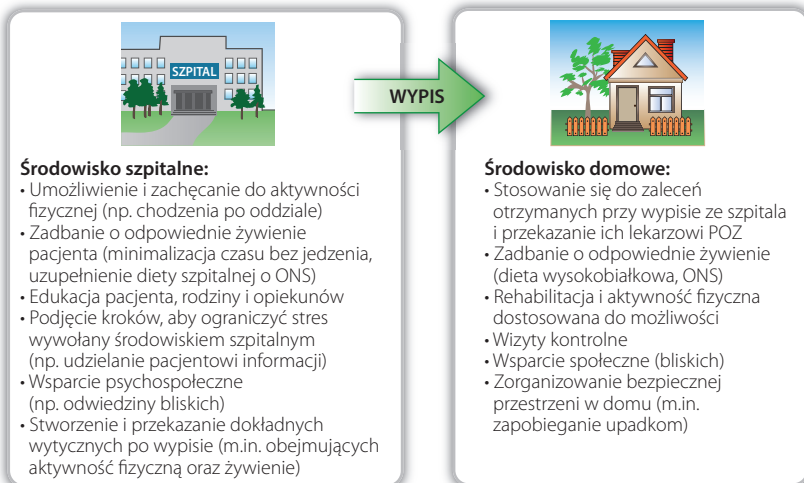 SZPITAL
WYPIS
Środowisko szpitalne:
• Umożliwienie i zachęcanie do aktywności
fizycznej (np. chodzenia po oddziale)
• Zadbanie o odpowiednie żywienie
pacjenta (minimalizacja czasu bez jedzenia,
uzupełnienie diety szpitalnej o ONS)
• Edukacja pacjenta, rodziny i opiekunów
• Podjęcie kroków, aby ograniczyć stres
wywołany środowiskiem szpitalnym
(np. udzielanie pacjentowi informacji)
• Wsparcie psychospołeczne
(np. odwiedziny bliskich)
• Stworzenie i przekazanie dokładnych
wytycznych po wypisie (m.in. obejmujących
aktywność fizyczną oraz żywienie)
Środowisko domowe:
• Stosowanie się do zaleceń
otrzymanych przy wypisie ze szpitala
i przekazanie ich lekarzowi POZ
• Zadbanie o odpowiednie żywienie
(dieta wysokobiałkowa, ONS)
• Rehabilitacja i aktywność fizyczna
dostosowana do możliwości
• Wizyty kontrolne
• Wsparcie społeczne (bliskich)
• Zorganizowanie bezpiecznej
przestrzeni w domu (m.in.
zapobieganie upadkom)